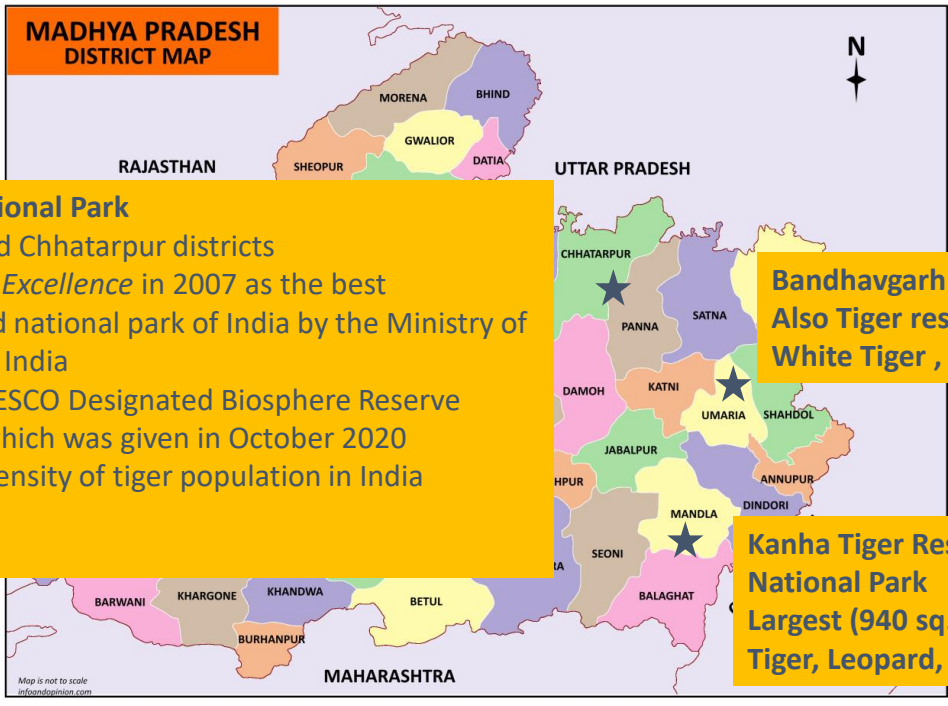 MADHYA PRADESH
DISTRICT MAP
N
MORENA
BHIND
GWALIOR
DATIA
SHEOPUR
RAJASTHAN
UTTAR PRADESH
ional Park
d Chhatarpur districts
Excellence in 2007 as the best
d national park of India by the Ministry of
India
ESCO Designated Biosphere Reserve
hich was given in October 2020
ensity of tiger population in India
CHHATARPUR
PANNA
SATNA
Bandhavgarh
Also Tiger res
White Tiger ,
DAMOH
KATNI
UMARIA
SHAHDOL
JABALPUR
HPUR
ANNUPUR
DINDORI
MANDLA
SEONI
RA
BALAGHAT
Kanha Tiger Res
National Park
Largest (940 sq
Tiger, Leopard,
BARWANI
KHARGONE
KHANDWA
BETUL
BURHANPUR
MAHARASHTRA
Map is not to scale
infoandopinion.com